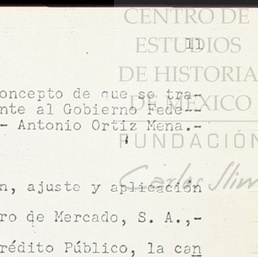 CENTRO DE
ESTUDIOS
DE HISTORIA
DE MÉXICO
FUNDACIÓN
Carlos Slim
11
oncepto de que se tra-
nte al Gobierno Fede--
- Antonio Ortiz Mena.-
n, ajuste y aplicación
ro de Mercado, S. A.,-
rédito Público, la can